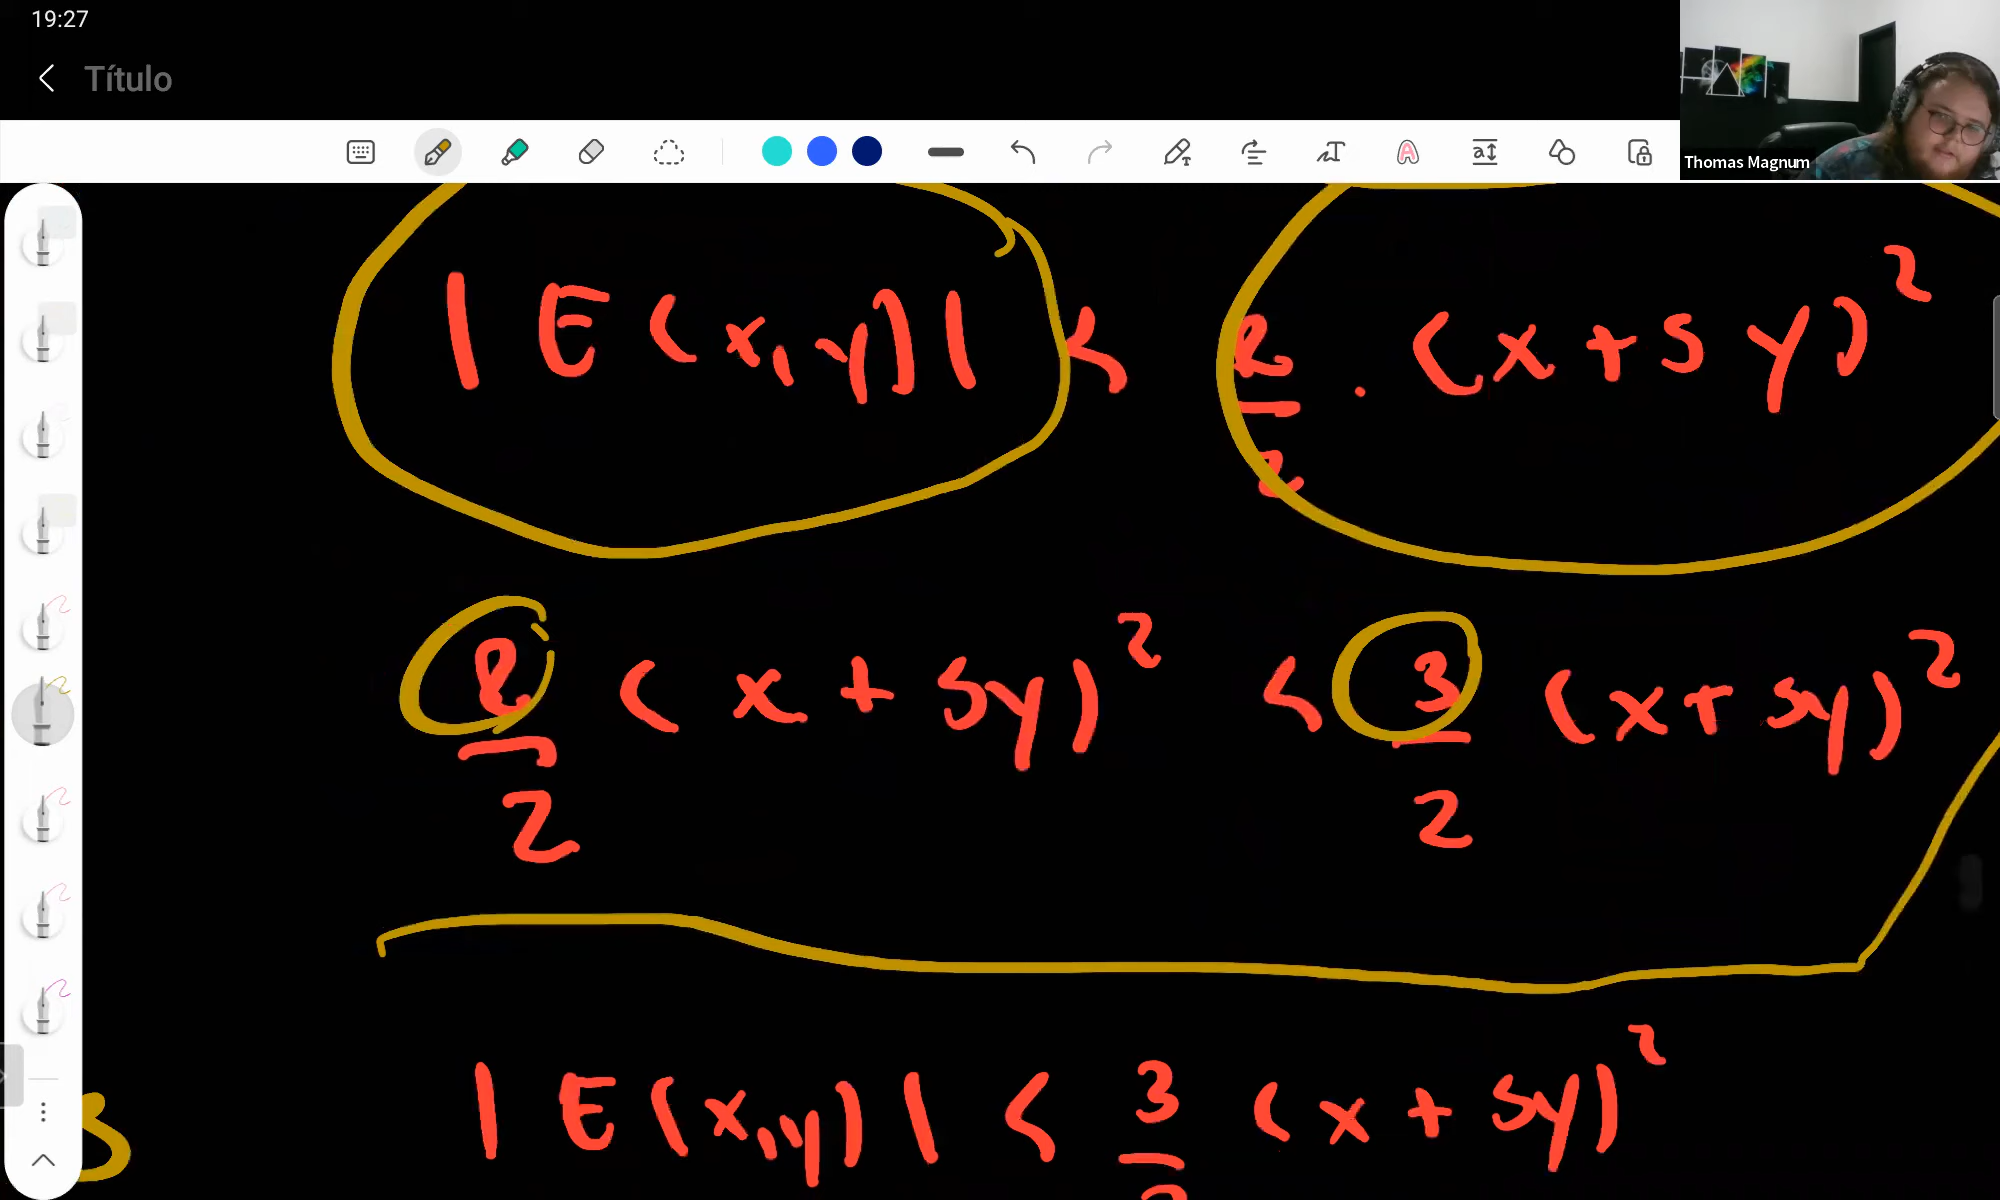 19:27
Título
Thomas Magnum
|E(x,y)| < e/2 . (x+5y)²
e/2 (x+5y)² < 3/2 (x+5y)²
|E(x,y)| < 3/2 (x+5y)²